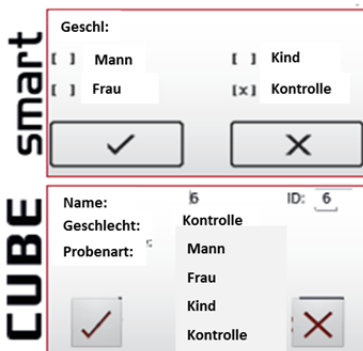 smart
Geschl:
[ ] Mann [ ] Kind
[ ] Frau [x] Kontrolle
CUBE
Name: 6 ID: 6
Geschlecht: Kontrolle
Probenart: Mann
Frau
Kind
Kontrolle